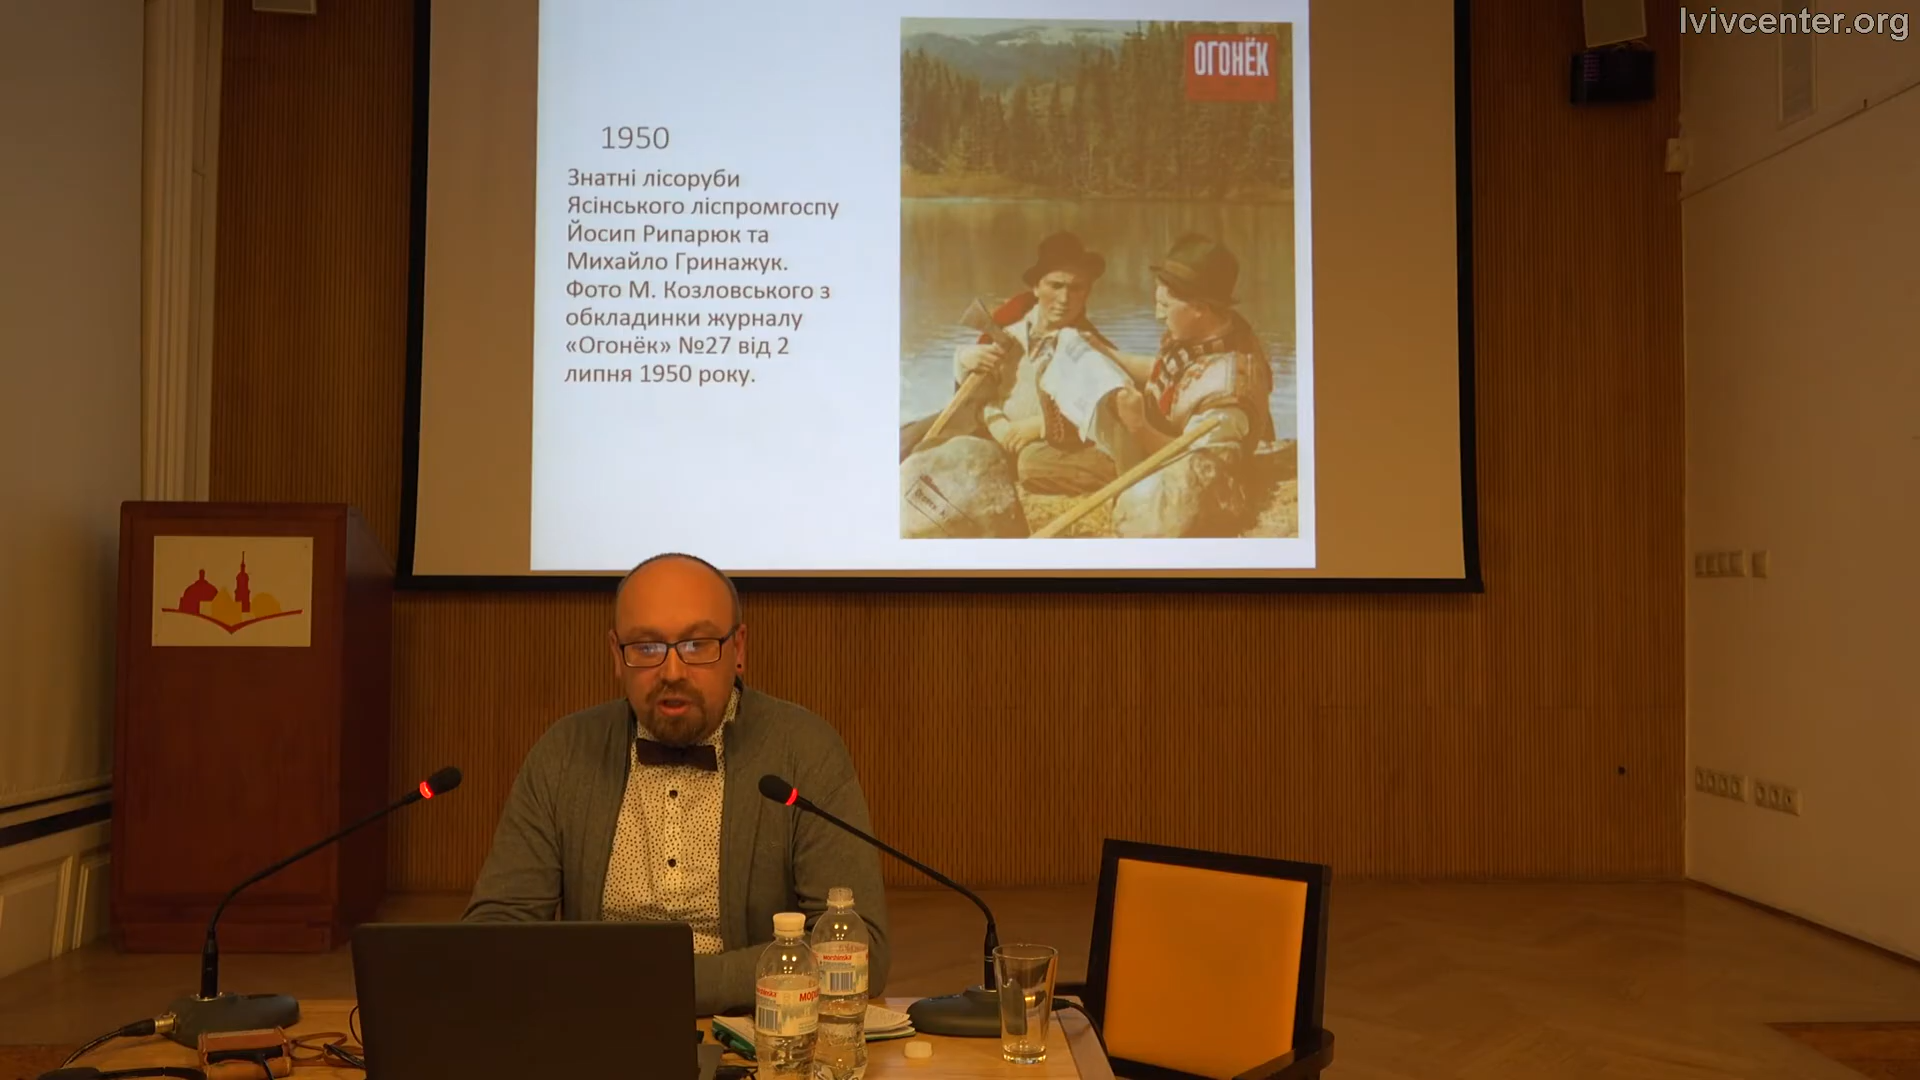 lvivcenter.org
ОГОНЁК
1950
Знатні лісоруби
Ясінського ліспромгоспу
Йосип Рипарюк та
Михайло Гринажук.
Фото М. Козловського з
обкладинки журналу
«Огонёк» №27 від 2
липня 1950 року.